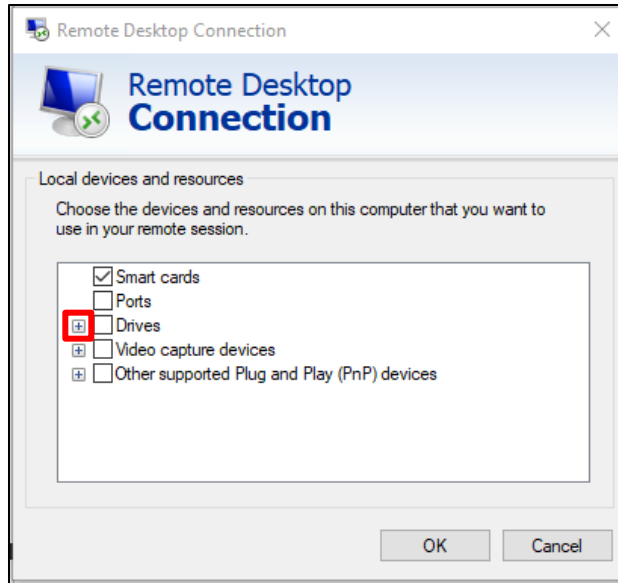 Remote Desktop Connection
Remote Desktop
Connection
Local devices and resources
Choose the devices and resources on this computer that you want to
use in your remote session.
Smart cards
Ports
Drives
Video capture devices
Other supported Plug and Play (PnP) devices
OK Cancel